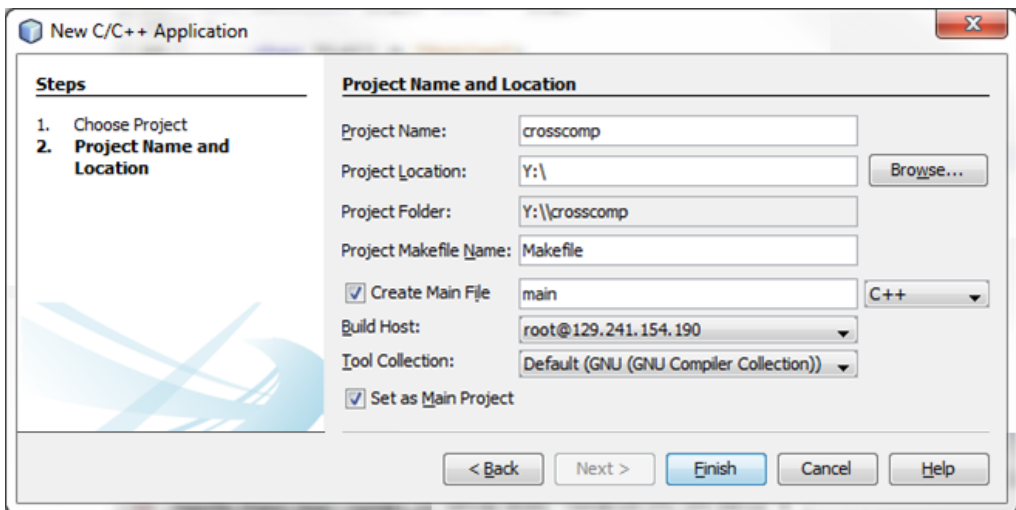 New C/C++ Application
Steps
1. Choose Project
2. Project Name and
Location
Project Name and Location
Project Name: crosscomp
Project Location: Y:\ Browse...
Project Folder: Y:\\crosscomp
Project Makefile Name: Makefile
Create Main File main C++
Build Host: root@129.241.154.190
Tool Collection: Default (GNU (GNU Compiler Collection))
Set as Main Project
< Back Next > Finish Cancel Help